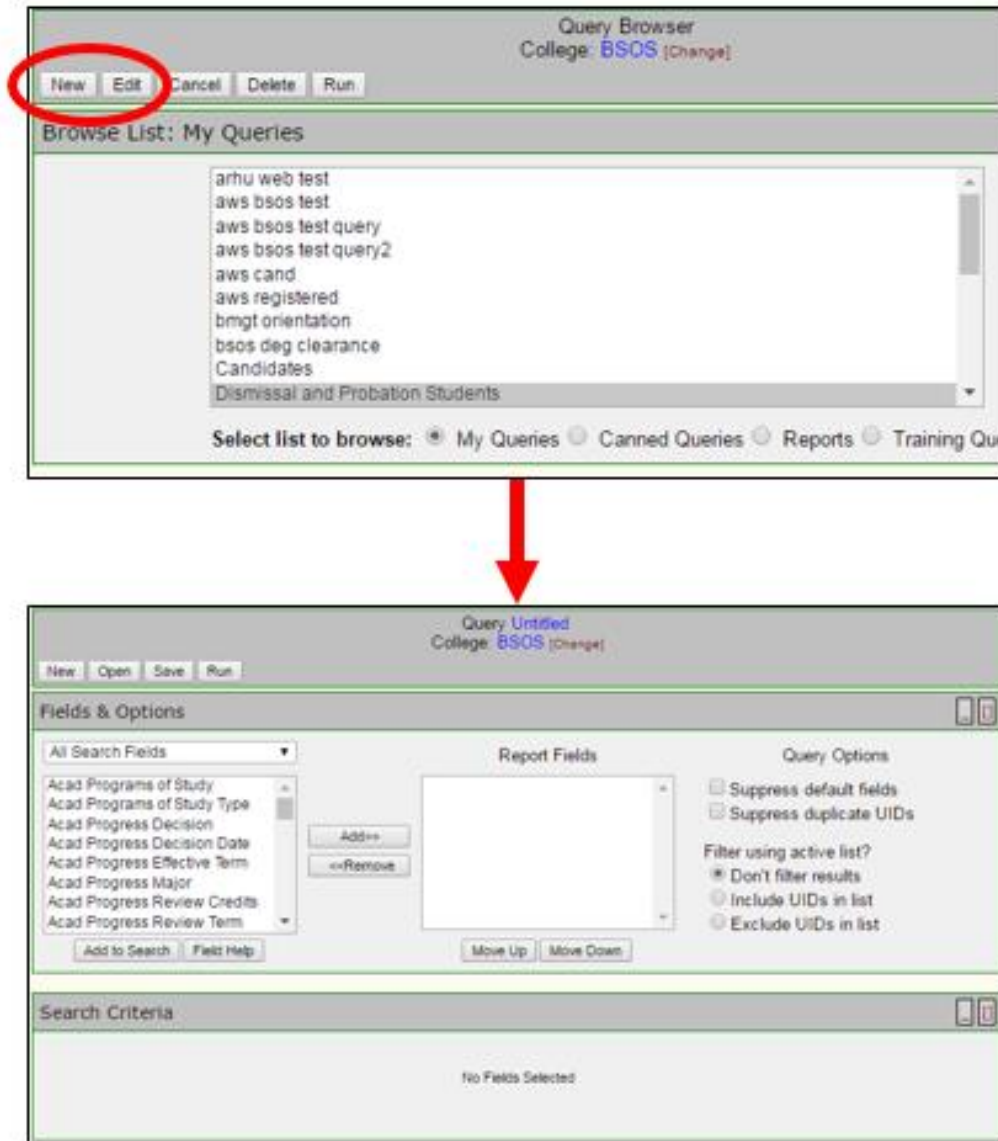 Query Browser
College: BSOS [Change]
New Edit Cancel Delete Run
Browse List: My Queries
arhu web test
aws bsos test
aws bsos test query
aws bsos test query2
aws cand
aws registered
bmgt orientation
bsos deg clearance
Candidates
Dismissal and Probation Students
Select list to browse: My Queries Canned Queries Reports Training Qu
Query Untitled
College: BSOS [Change]
New Open Save Run
Fields & Options
All Search Fields
Acad Programs of Study
Acad Programs of Study Type
Acad Progress Decision
Acad Progress Decision Date
Acad Progress Effective Term
Acad Progress Major
Acad Progress Review Credits
Acad Progress Review Term
Add to Search Field Help
Add>>
<<Remove
Report Fields
Move Up Move Down
Query Options
Suppress default fields
Suppress duplicate UIDs
Filter using active list?
Don't filter results
Include UIDs in list
Exclude UIDs in list
Search Criteria
No Fields Selected